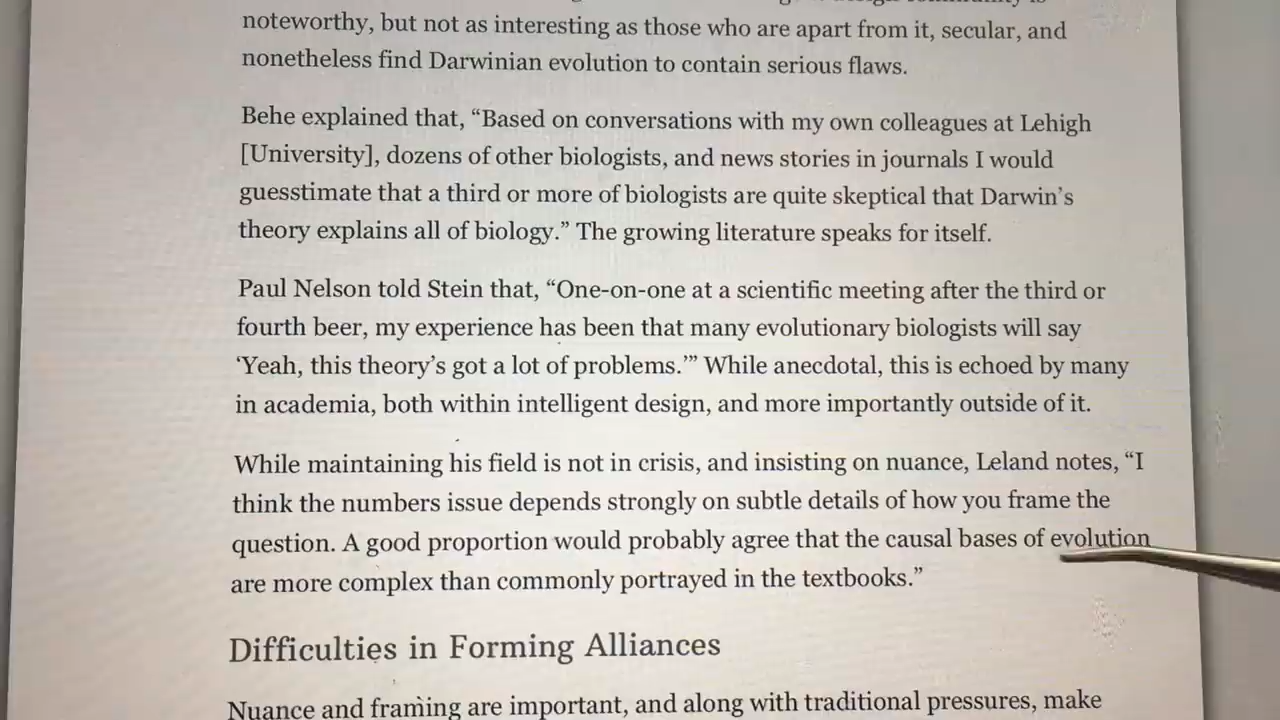 noteworthy, but not as interesting as those who are apart from it, secular, and
nonetheless find Darwinian evolution to contain serious flaws.
Behe explained that, “Based on conversations with my own colleagues at Lehigh
[University], dozens of other biologists, and news stories in journals I would
guesstimate that a third or more of biologists are quite skeptical that Darwin’s
theory explains all of biology.” The growing literature speaks for itself.
Paul Nelson told Stein that, “One-on-one at a scientific meeting after the third or
fourth beer, my experience has been that many evolutionary biologists will say
‘Yeah, this theory’s got a lot of problems.’” While anecdotal, this is echoed by many
in academia, both within intelligent design, and more importantly outside of it.
While maintaining his field is not in crisis, and insisting on nuance, Leland notes, “I
think the numbers issue depends strongly on subtle details of how you frame the
question. A good proportion would probably agree that the causal bases of evolution
are more complex than commonly portrayed in the textbooks.”
Difficulties in Forming Alliances
Nuance and framing are important, and along with traditional pressures, make